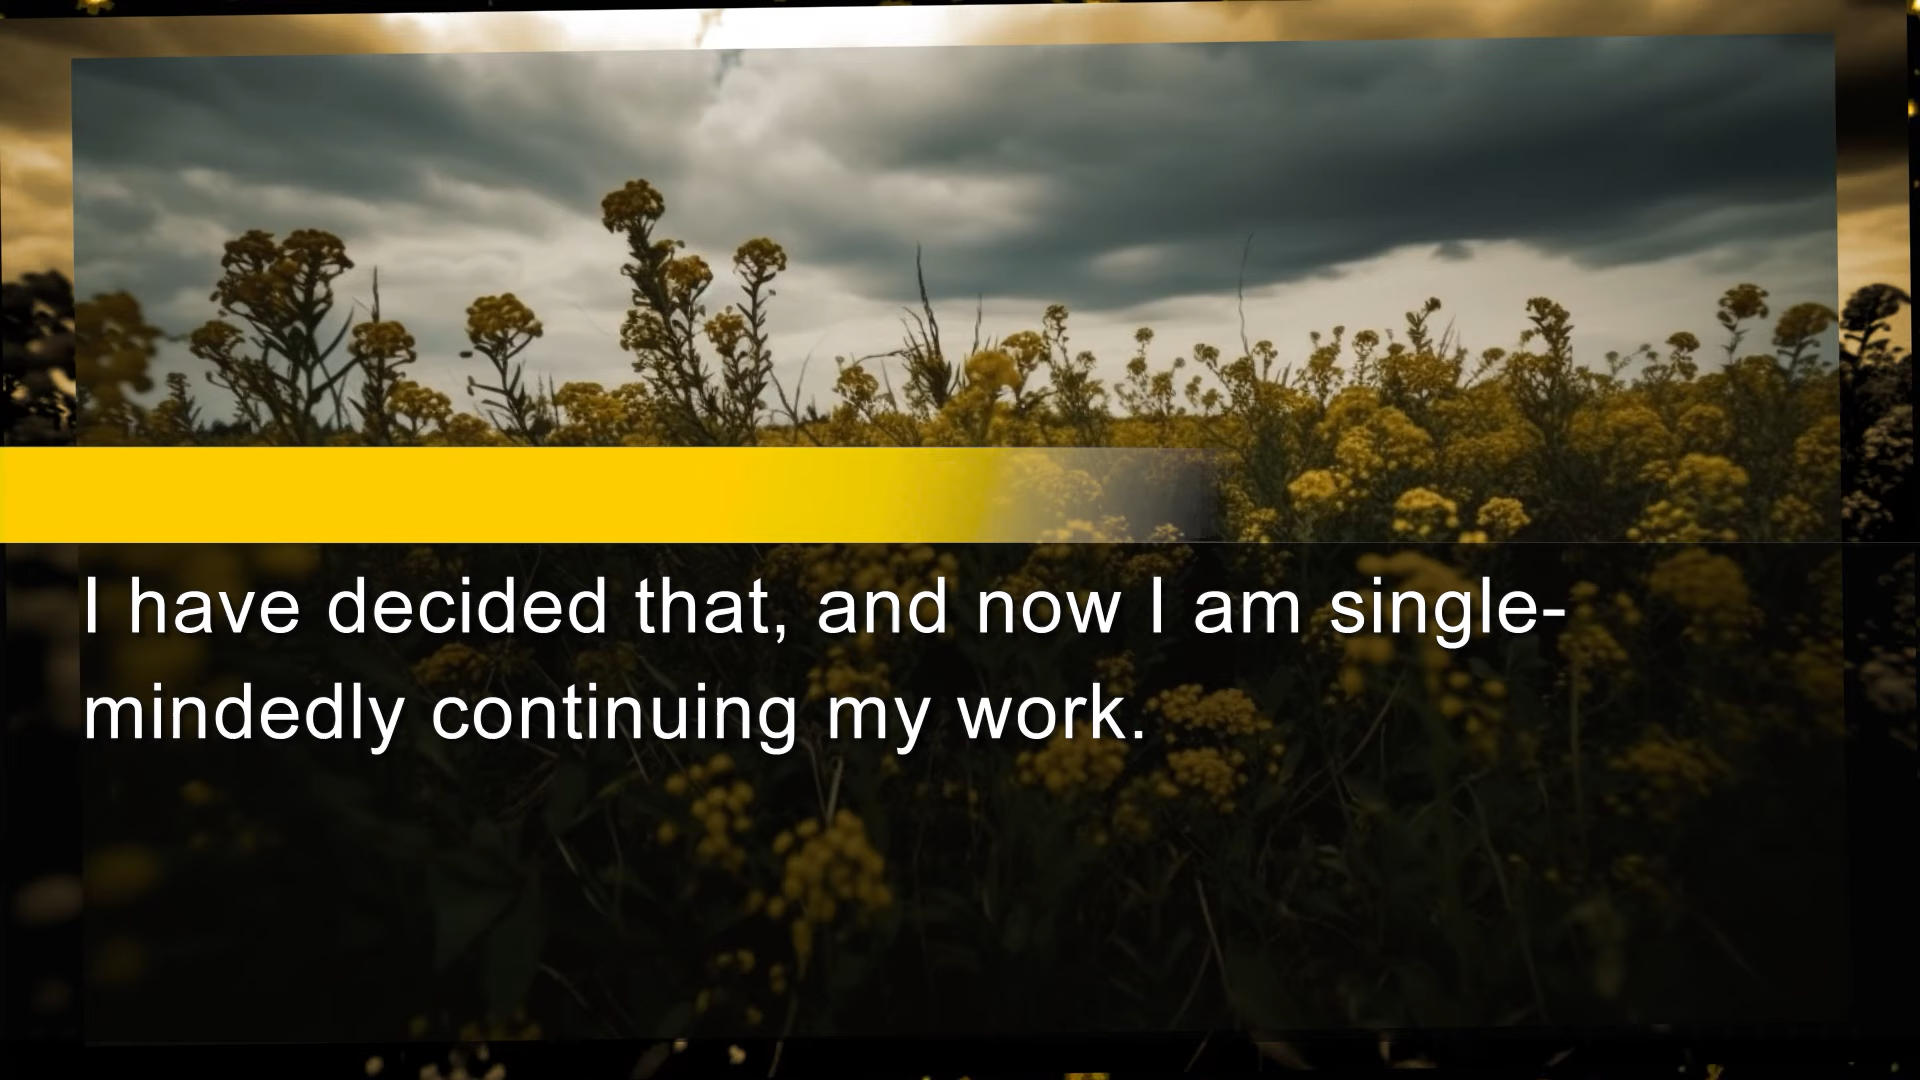 I have decided that, and now I am single-
mindedly continuing my work.